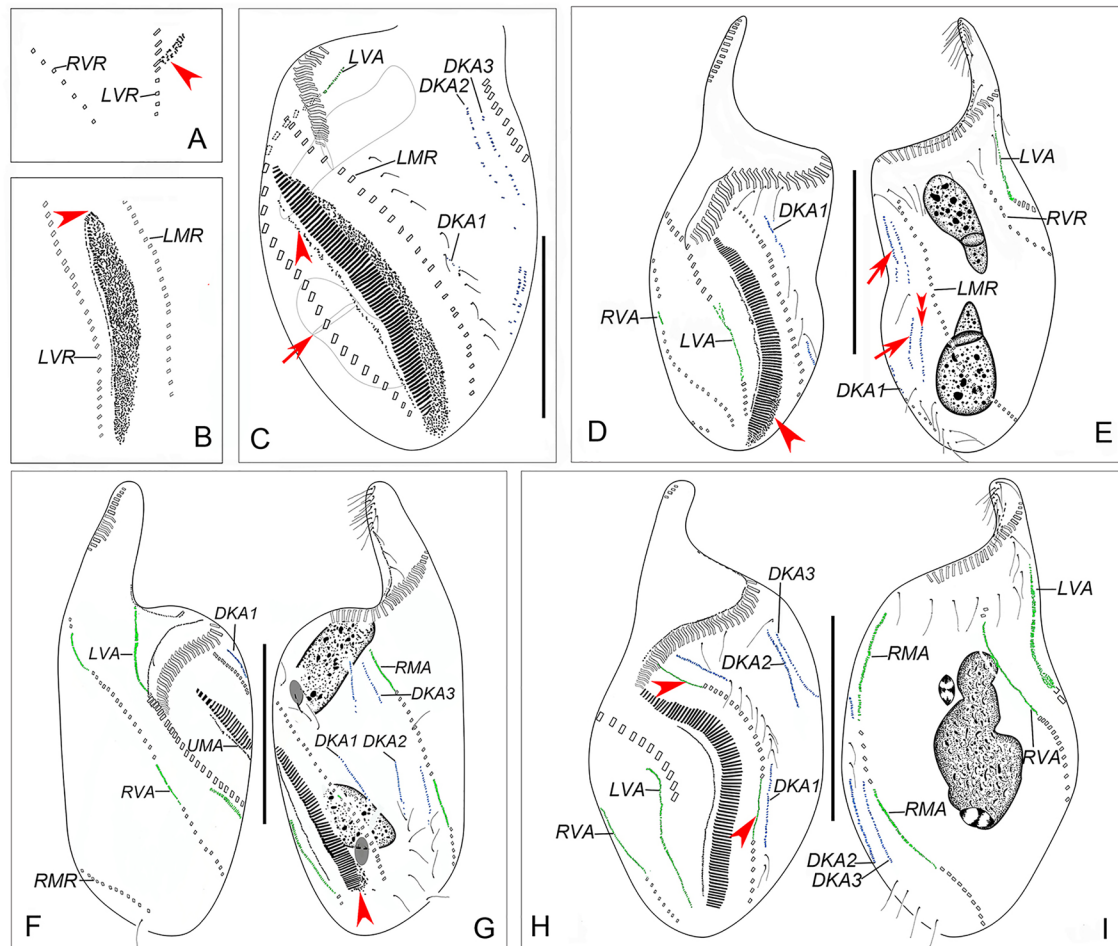 RVR
LVR
A
LMR
LVR
B
LVA
DKA3
DKA2
LMR
DKA1
C
DKA1
RVA
LVA
D
LVA
RVR
LMR
DKA1
E
DKA1
LVA
UMA
RVA
RMR
F
RMA
DKA3
DKA1 DKA2
G
DKA3
DKA2
LVA
DKA1
RVA
H
LVA
RMA
RVA
RMA
DKA2
DKA3
I